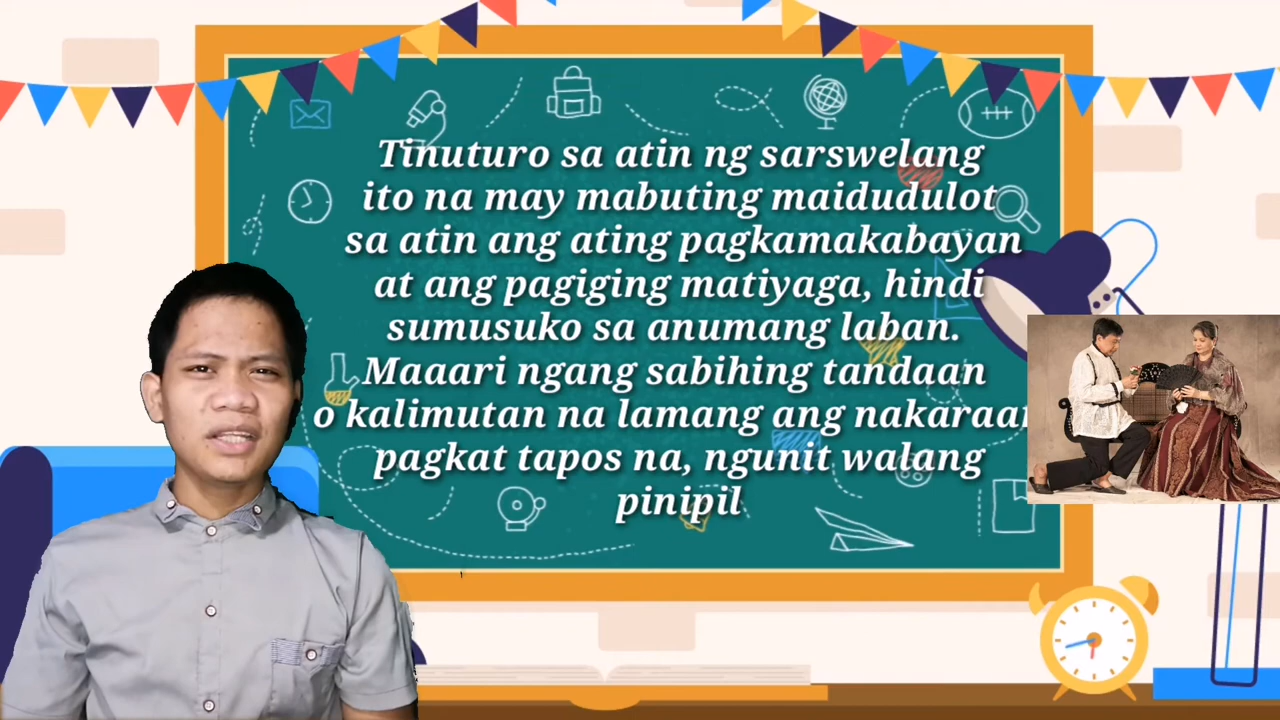 Tinuturo sa atin ng sarswelang
ito na may mabuting maidudulot
sa atin ang ating pagkamakabayan
at ang pagiging matiyaga, hindi
sumusuko sa anumang laban.
Maaari ngang sabihing tandaan
o kalimutan na lamang ang nakaraan
pagkat tapos na, ngunit walang
pinipil